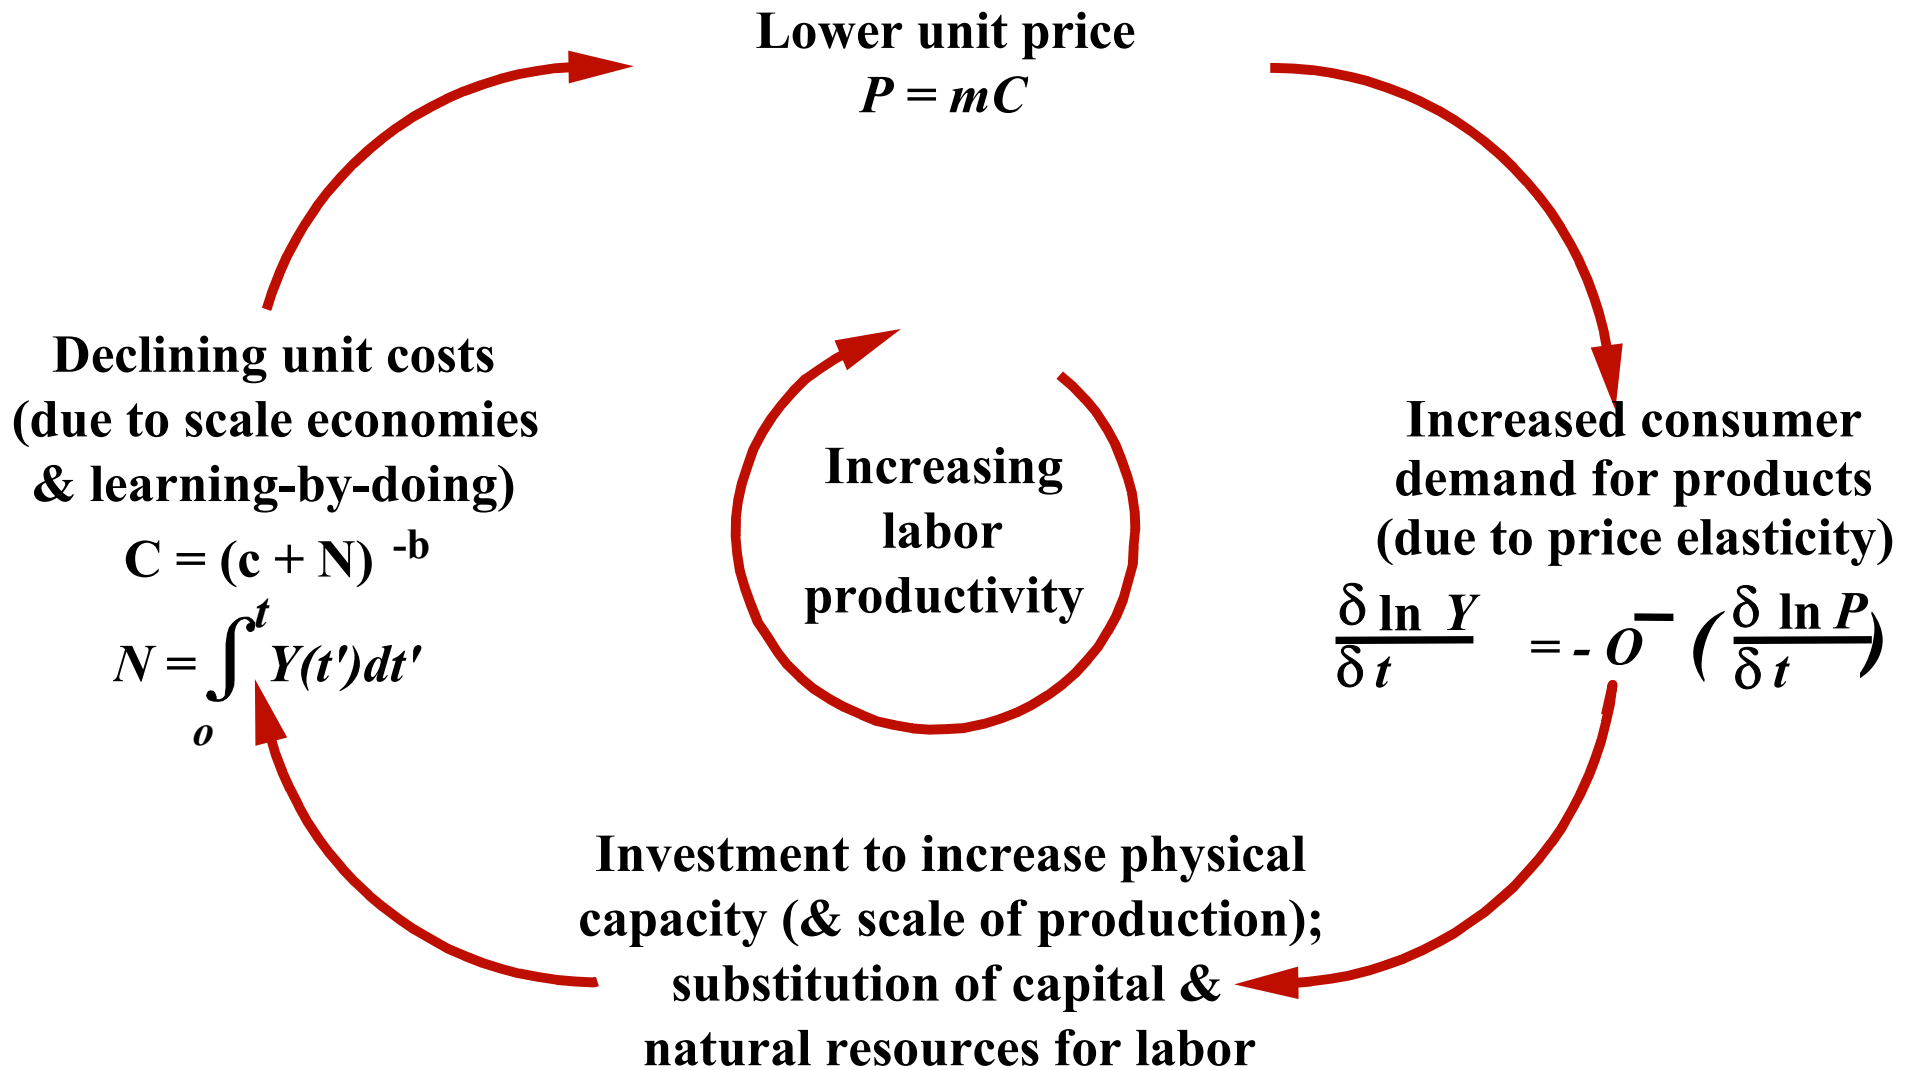 Lower unit price
P = mC
Declining unit costs
(due to scale economies
& learning-by-doing)
C = (c + N) -b
N = ∫ t o Y(t')dt'
Increasing
labor
productivity
Increased consumer
demand for products
(due to price elasticity)
δ ln Y / δ t = - O‾ ( δ ln P / δ t )
Investment to increase physical
capacity (& scale of production);
substitution of capital &
natural resources for labor